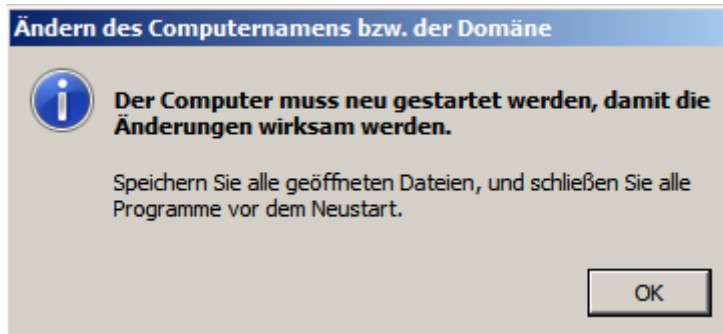 Ändern des Computernamens bzw. der Domäne
Der Computer muss neu gestartet werden, damit die
Änderungen wirksam werden.
Speichern Sie alle geöffneten Dateien, und schließen Sie alle
Programme vor dem Neustart.
OK